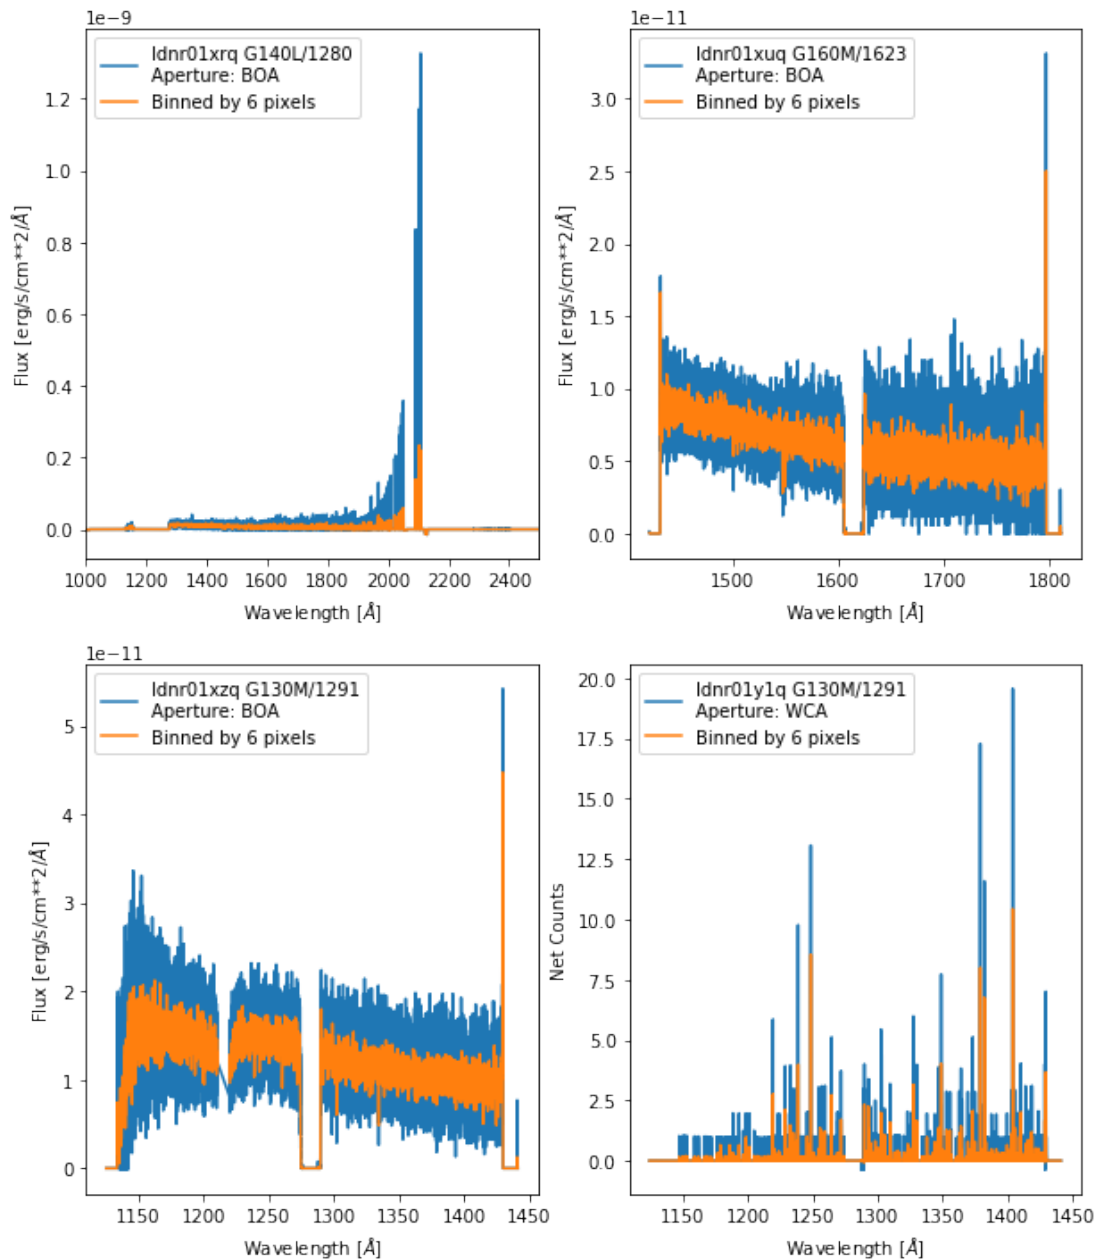 1e−9
ldnr01xrq G140L/1280
Aperture: BOA
Binned by 6 pixels
1.2
1.0
0.8
0.6
0.4
0.2
0.0
Flux [erg/s/cm**2/Å]
1000 1200 1400 1600 1800 2000 2200 2400
Wavelength [Å]
1e−11
ldnr01xuq G160M/1623
Aperture: BOA
Binned by 6 pixels
3.0
2.5
2.0
1.5
1.0
0.5
0.0
Flux [erg/s/cm**2/Å]
1500 1600 1700 1800
Wavelength [Å]
1e−11
ldnr01xzq G130M/1291
Aperture: BOA
Binned by 6 pixels
5
4
3
2
1
0
Flux [erg/s/cm**2/Å]
1150 1200 1250 1300 1350 1400 1450
Wavelength [Å]
ldnr01y1q G130M/1291
Aperture: WCA
Binned by 6 pixels
20.0
17.5
15.0
12.5
10.0
7.5
5.0
2.5
0.0
Net Counts
1150 1200 1250 1300 1350 1400 1450
Wavelength [Å]